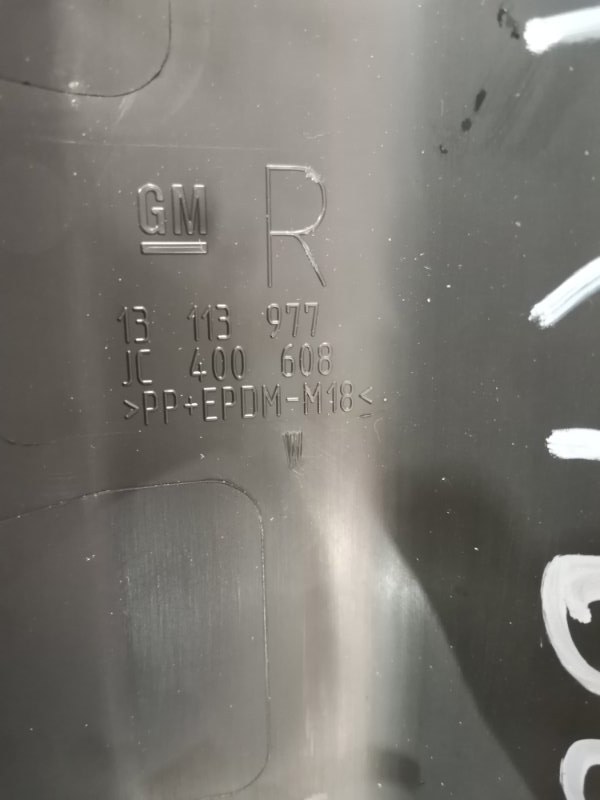 GM R
13 113 977
JC 400 608
>PP+EPDM-M18<
W